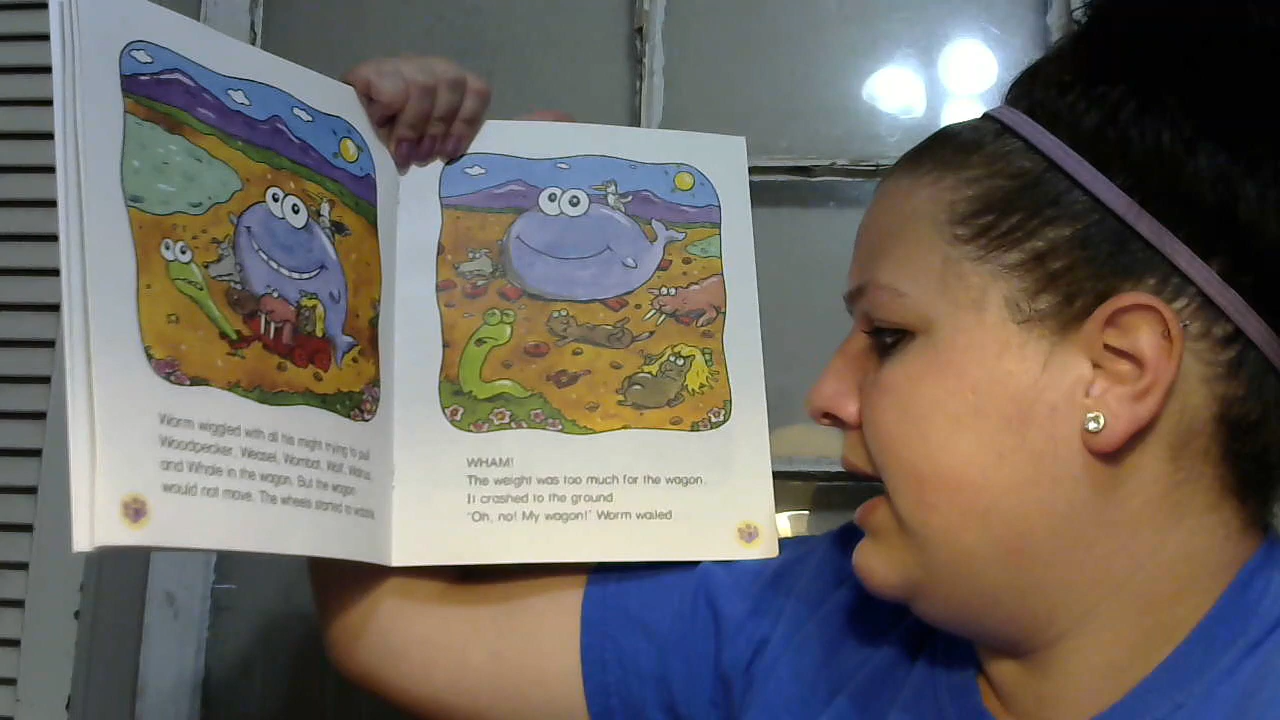 Worm wiggled with all his might trying to pull
Woodpecker, Weasel, Wombat, Wolf, Walrus,
and Whale in the wagon. But the wagon
would not move. The wheels started to wobble.
WHAM!
The weight was too much for the wagon.
It crashed to the ground.
"Oh, no! My wagon!" Worm wailed.